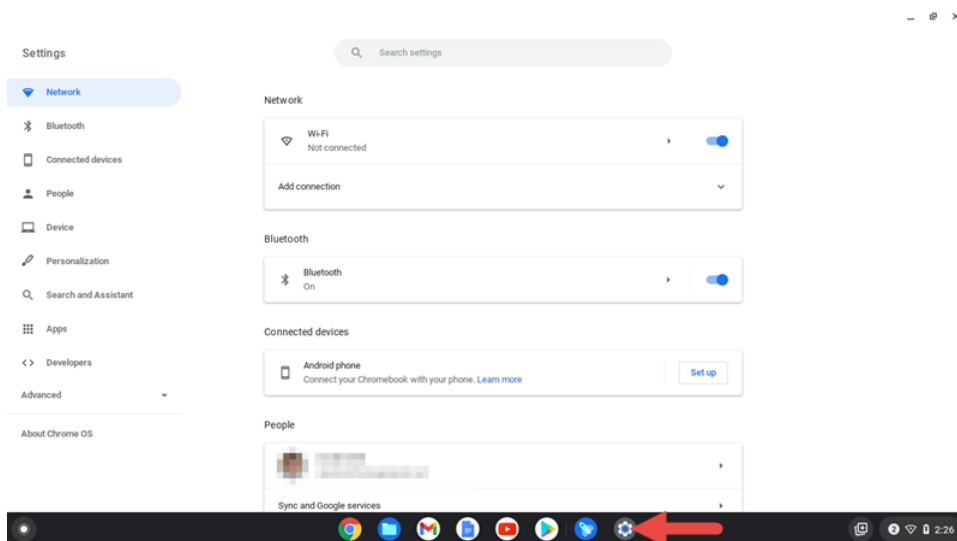 Settings
Search settings
Network
Bluetooth
Connected devices
People
Device
Personalization
Search and Assistant
Apps
Developers
Advanced
About Chrome OS
Network
Wi-Fi
Not connected
Add connection
Bluetooth
Bluetooth
On
Connected devices
Android phone
Connect your Chromebook with your phone. Learn more
Set up
People
Sync and Google services
2
2:26